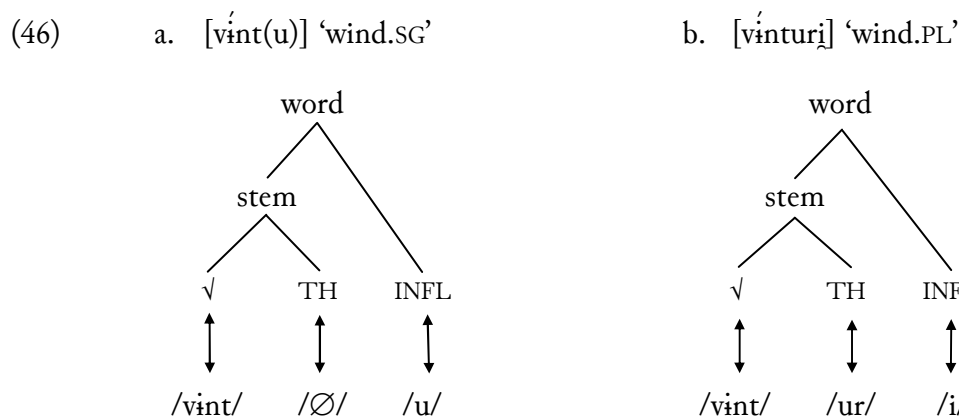 (46) a. [vɨ́nt(u)] ‘wind.SG’ b. [vɨ́nturi̯] ‘wind.PL’
word word
stem stem
√ TH INFL √ TH
/vɨnt/ /∅/ /u/ /vɨnt/ /ur/